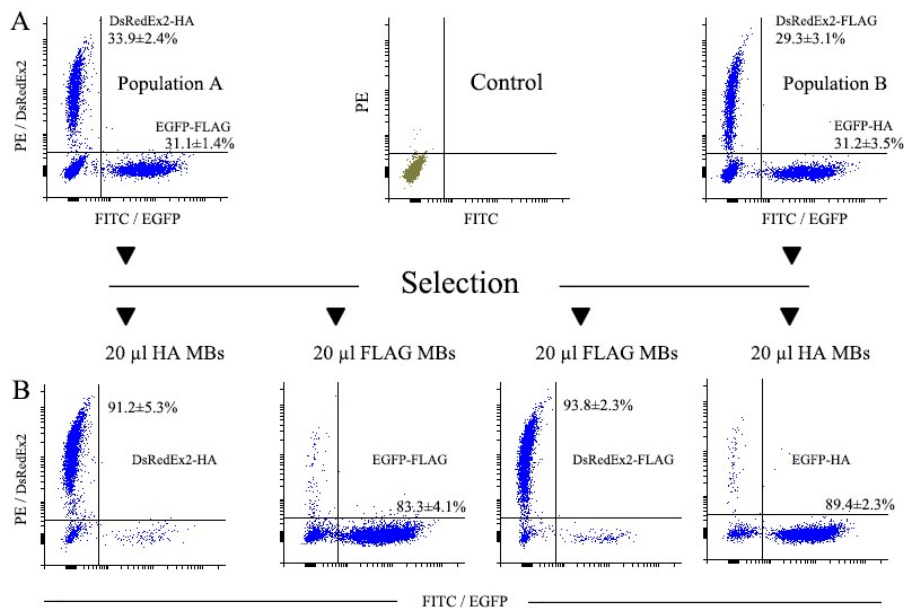 A
DsRedEx2-HA
33.9±2.4%
Population A
EGFP-FLAG
31.1±1.4%
PE / DsRedEx2
FITC / EGFP
PE
Control
FITC
DsRedEx2-FLAG
29.3±3.1%
Population B
EGFP-HA
31.2±3.5%
FITC / EGFP
Selection
20 µl HA MBs
20 µl FLAG MBs
20 µl FLAG MBs
20 µl HA MBs
B
91.2±5.3%
DsRedEx2-HA
PE / DsRedEx2
EGFP-FLAG
83.3±4.1%
93.8±2.3%
DsRedEx2-FLAG
EGFP-HA
89.4±2.3%
FITC / EGFP